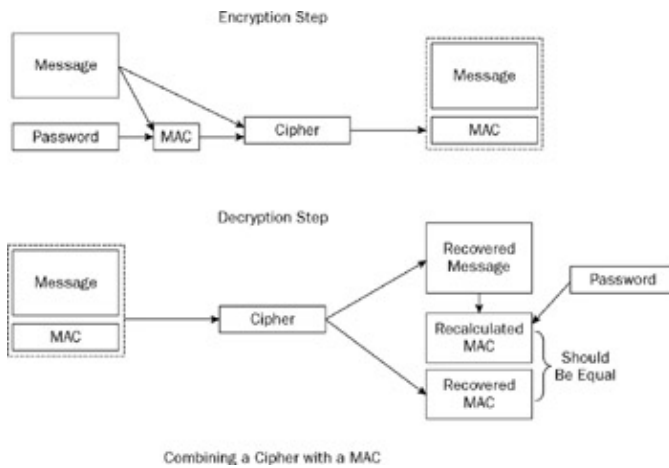 Encryption Step
Message
Password
MAC
Cipher
Message
MAC
Decryption Step
Message
MAC
Cipher
Recovered
Message
Password
Recalculated
MAC
Should
Be Equal
Recovered
MAC
Combining a Cipher with a MAC